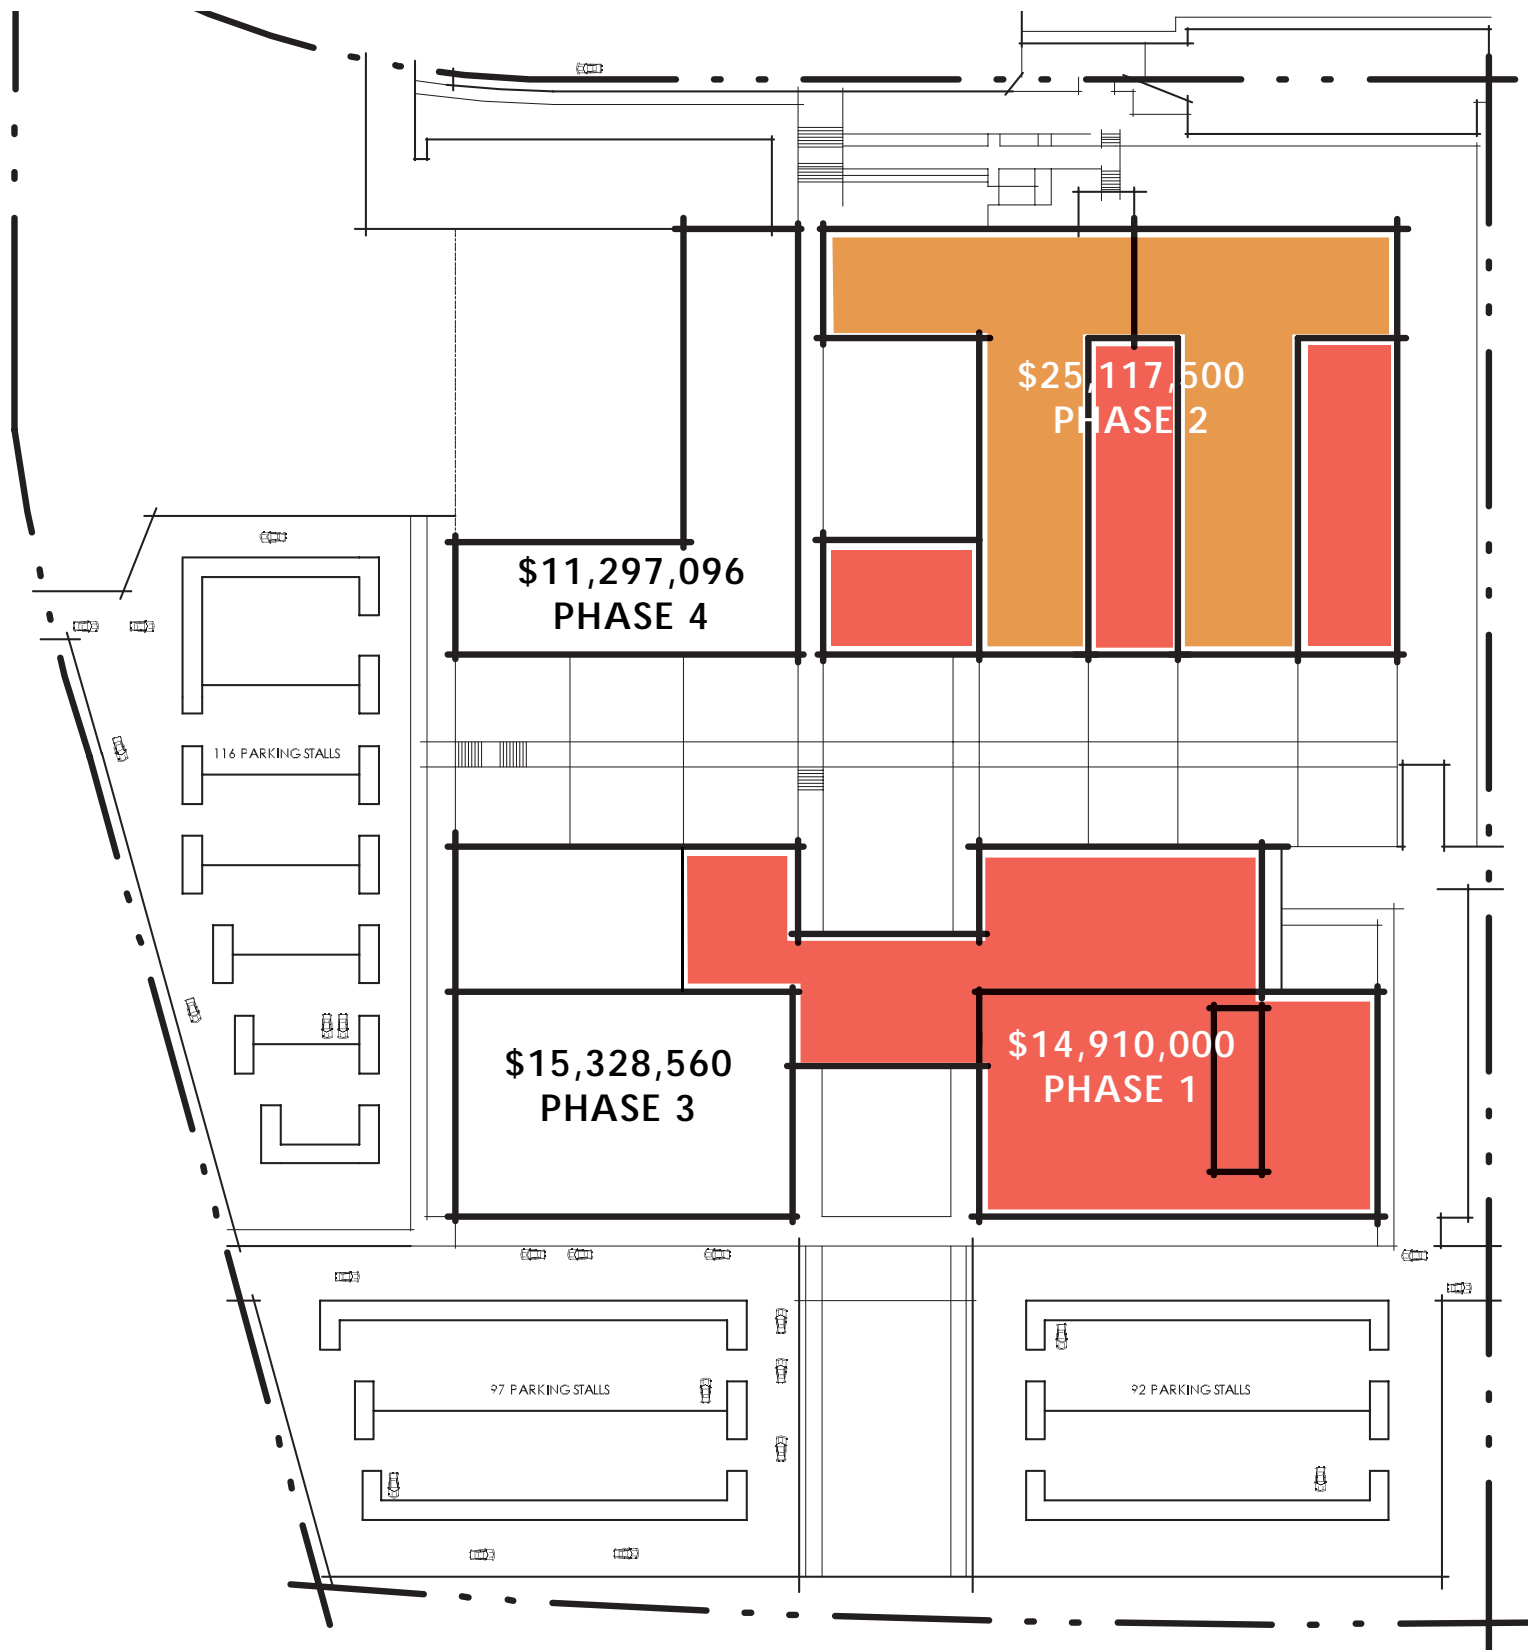 $25,117,500
PHASE 2
$11,297,096
PHASE 4
116 PARKING STALLS
$15,328,560
PHASE 3
$14,910,000
PHASE 1
97 PARKING STALLS
92 PARKING STALLS